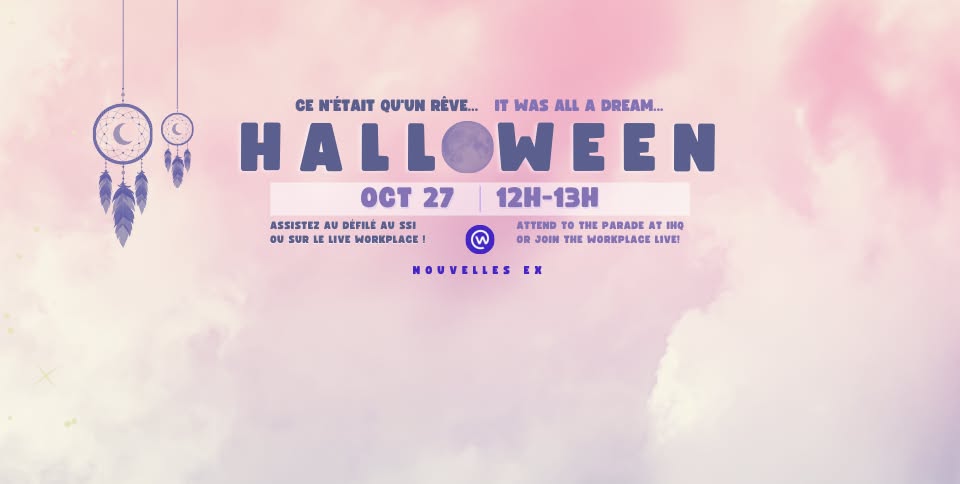 CE N'ÉTAIT QU'UN RÊVE... IT WAS ALL A DREAM...
HALLOWEEN
OCT 27 | 12H-13H
ASSISTEZ AU DÉFILÉ AU SSI
OU SUR LE LIVE WORKPLACE !
ATTEND TO THE PARADE AT IHQ
OR JOIN THE WORKPLACE LIVE!
NOUVELLES EX